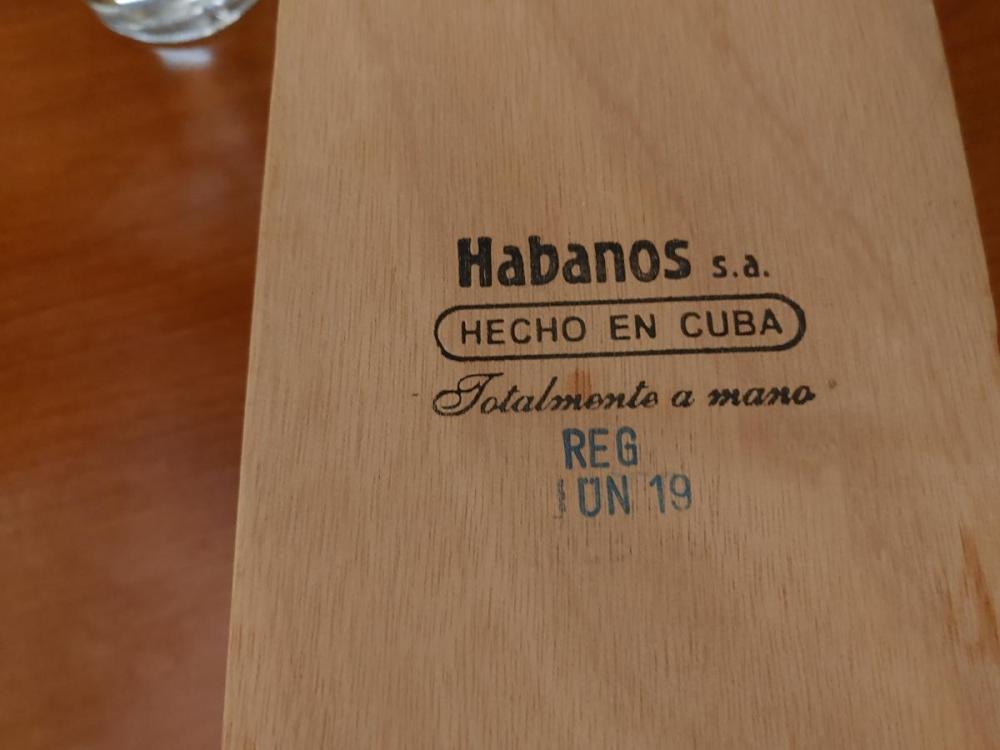 Habanos s.a.
HECHO EN CUBA
Totalmente a mano
REG
JUN 19